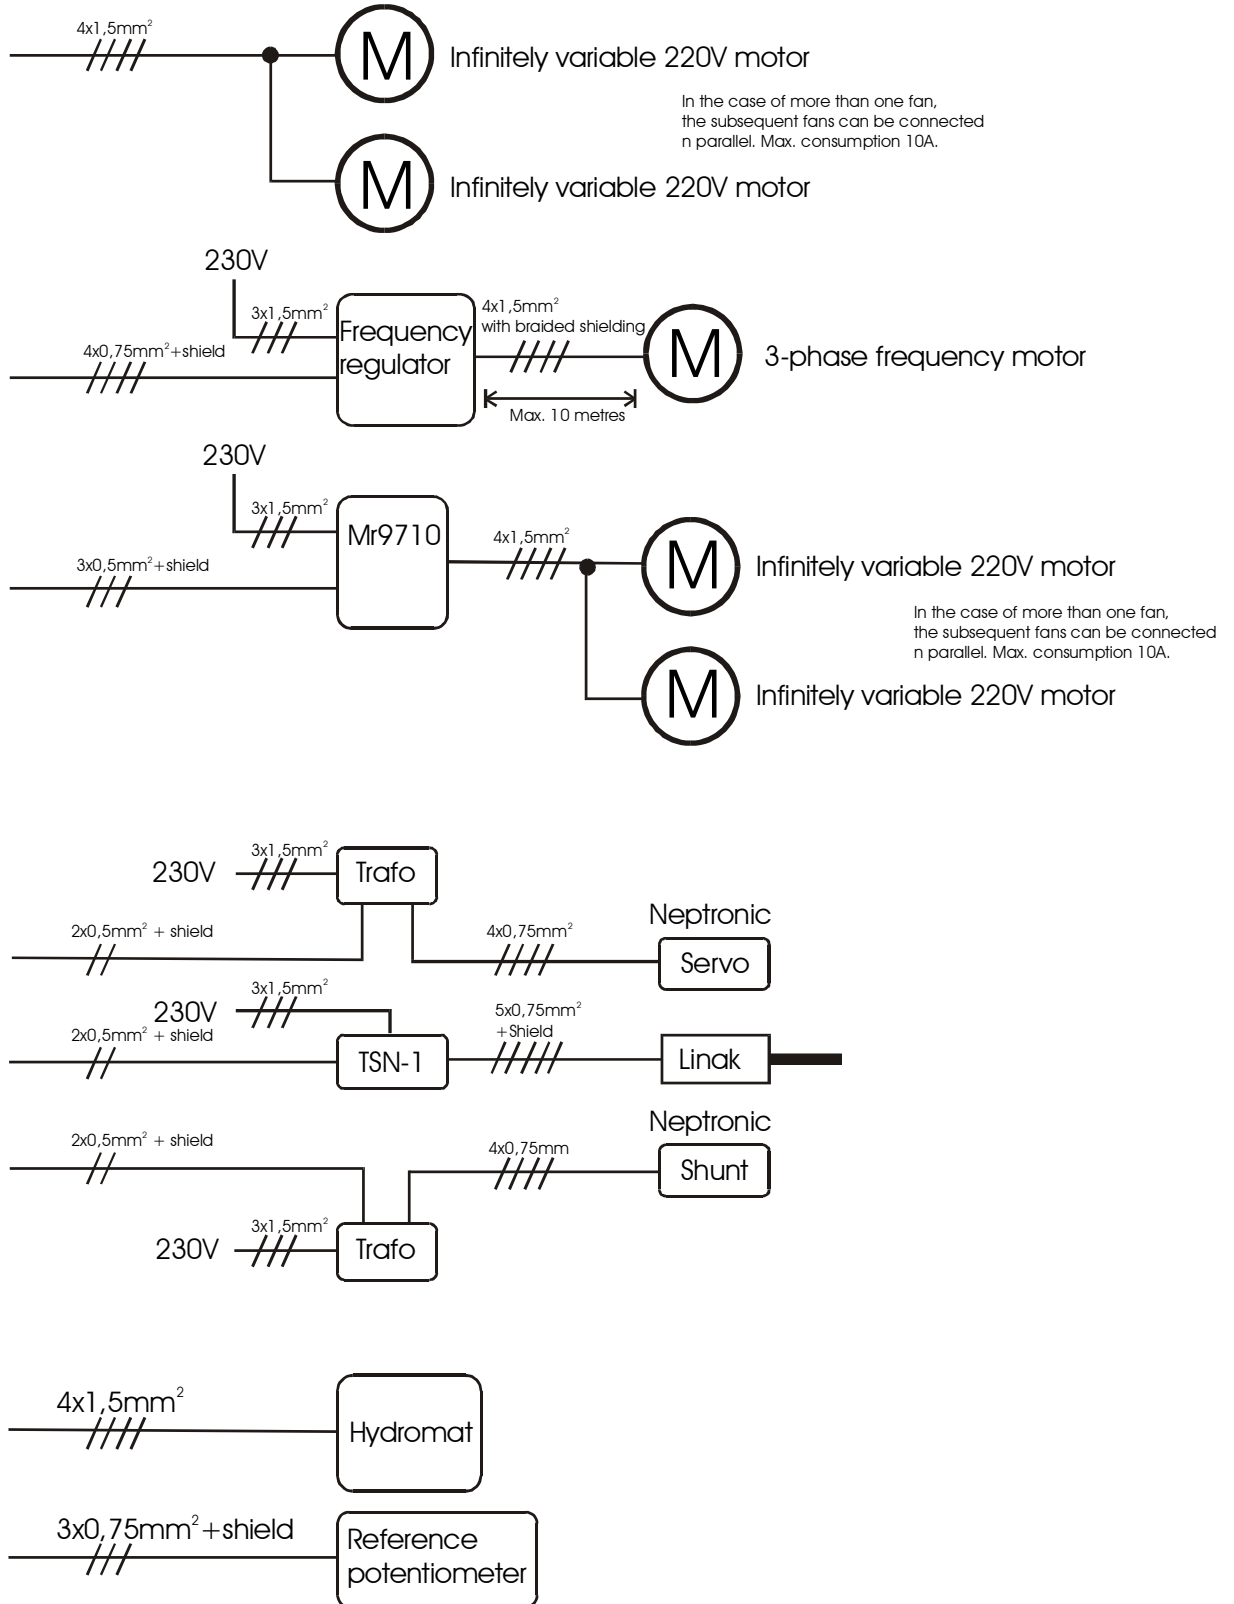 4x1,5mm²
M
Infinitely variable 220V motor
In the case of more than one fan,
the subsequent fans can be connected
n parallel. Max. consumption 10A.
M
Infinitely variable 220V motor
230V
3x1,5mm²
4x0,75mm²+shield
Frequency
regulator
4x1,5mm²
with braided shielding
M
3-phase frequency motor
Max. 10 metres
230V
3x1,5mm²
3x0,5mm²+shield
Mr9710
4x1,5mm²
M
Infinitely variable 220V motor
In the case of more than one fan,
the subsequent fans can be connected
n parallel. Max. consumption 10A.
M
Infinitely variable 220V motor
3x1,5mm²
230V
Trafo
2x0,5mm² + shield
4x0,75mm²
Neptronic
Servo
3x1,5mm²
230V
2x0,5mm² + shield
TSN-1
5x0,75mm²
+Shield
Linak
Neptronic
2x0,5mm² + shield
4x0,75mm
Shunt
3x1,5mm²
230V
Trafo
4x1,5mm²
Hydromat
3x0,75mm²+shield
Reference
potentiometer